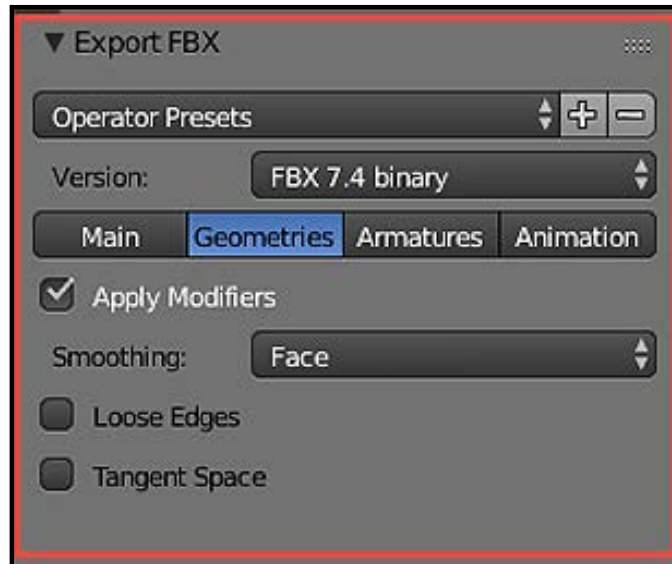 Export FBX
Operator Presets
Version: FBX 7.4 binary
Main Geometries Armatures Animation
Apply Modifiers
Smoothing: Face
Loose Edges
Tangent Space